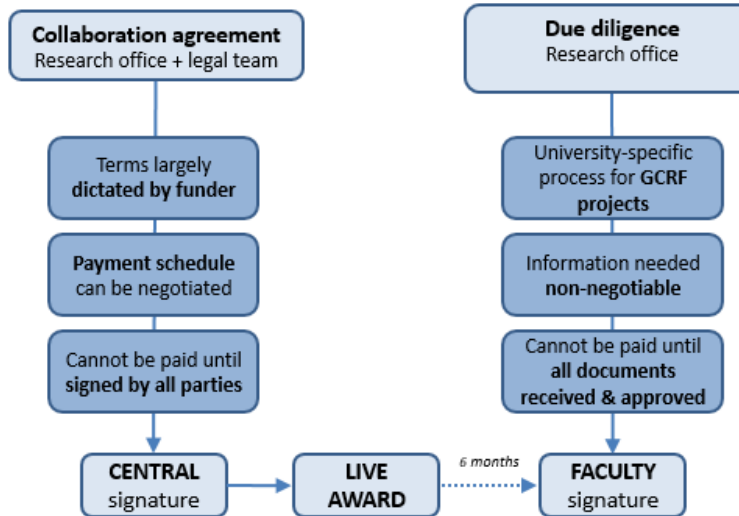 Collaboration agreement
Research office + legal team
Terms largely
dictated by funder
Payment schedule
can be negotiated
Cannot be paid until
signed by all parties
CENTRAL
signature
LIVE
AWARD
6 months
Due diligence
Research office
University-specific
process for GCRF
projects
Information needed
non-negotiable
Cannot be paid until
all documents
received & approved
FACULTY
signature